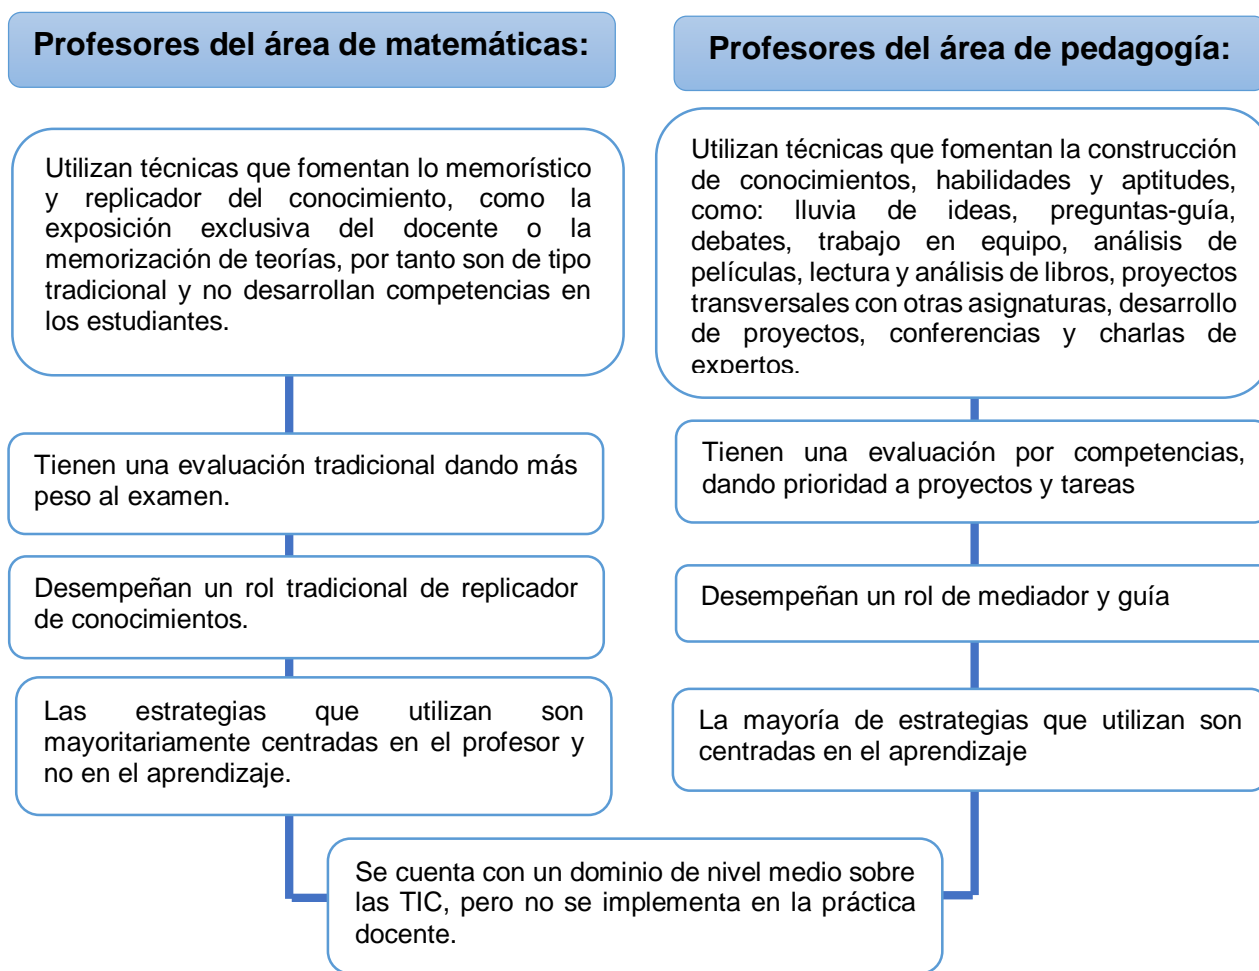 Profesores del área de matemáticas:
Utilizan técnicas que fomentan lo memorístico
y replicador del conocimiento, como la
exposición exclusiva del docente o la
memorización de teorías, por tanto son de tipo
tradicional y no desarrollan competencias en
los estudiantes.
Tienen una evaluación tradicional dando más
peso al examen.
Desempeñan un rol tradicional de replicador
de conocimientos.
Las estrategias que utilizan son
mayoritariamente centradas en el profesor y
no en el aprendizaje.
Profesores del área de pedagogía:
Utilizan técnicas que fomentan la construcción
de conocimientos, habilidades y aptitudes,
como: lluvia de ideas, preguntas-guía,
debates, trabajo en equipo, análisis de
películas, lectura y análisis de libros, proyectos
transversales con otras asignaturas, desarrollo
de proyectos, conferencias y charlas de
expertos.
Tienen una evaluación por competencias,
dando prioridad a proyectos y tareas
Desempeñan un rol de mediador y guía
La mayoría de estrategias que utilizan son
centradas en el aprendizaje
Se cuenta con un dominio de nivel medio sobre
las TIC, pero no se implementa en la práctica
docente.